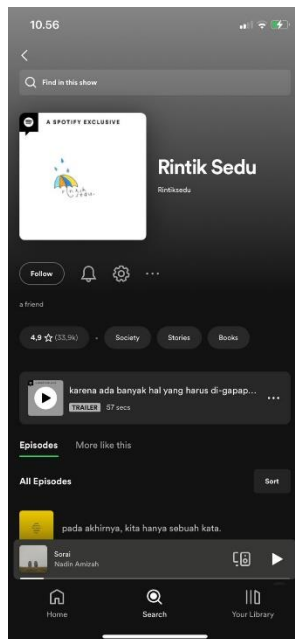 10.56
Find in this show
A SPOTIFY EXCLUSIVE
Rintik Sedu
Rintiksedu
Follow
a friend
4,9 ☆ (33,9k) • Society Stories Books
karena ada banyak hal yang harus di-gapap...
TRAILER 57 secs
Episodes More like this
All Episodes Sort
pada akhirnya, kita hanya sebuah kata.
Sorai
Nadin Amizah
Home Search Your Library